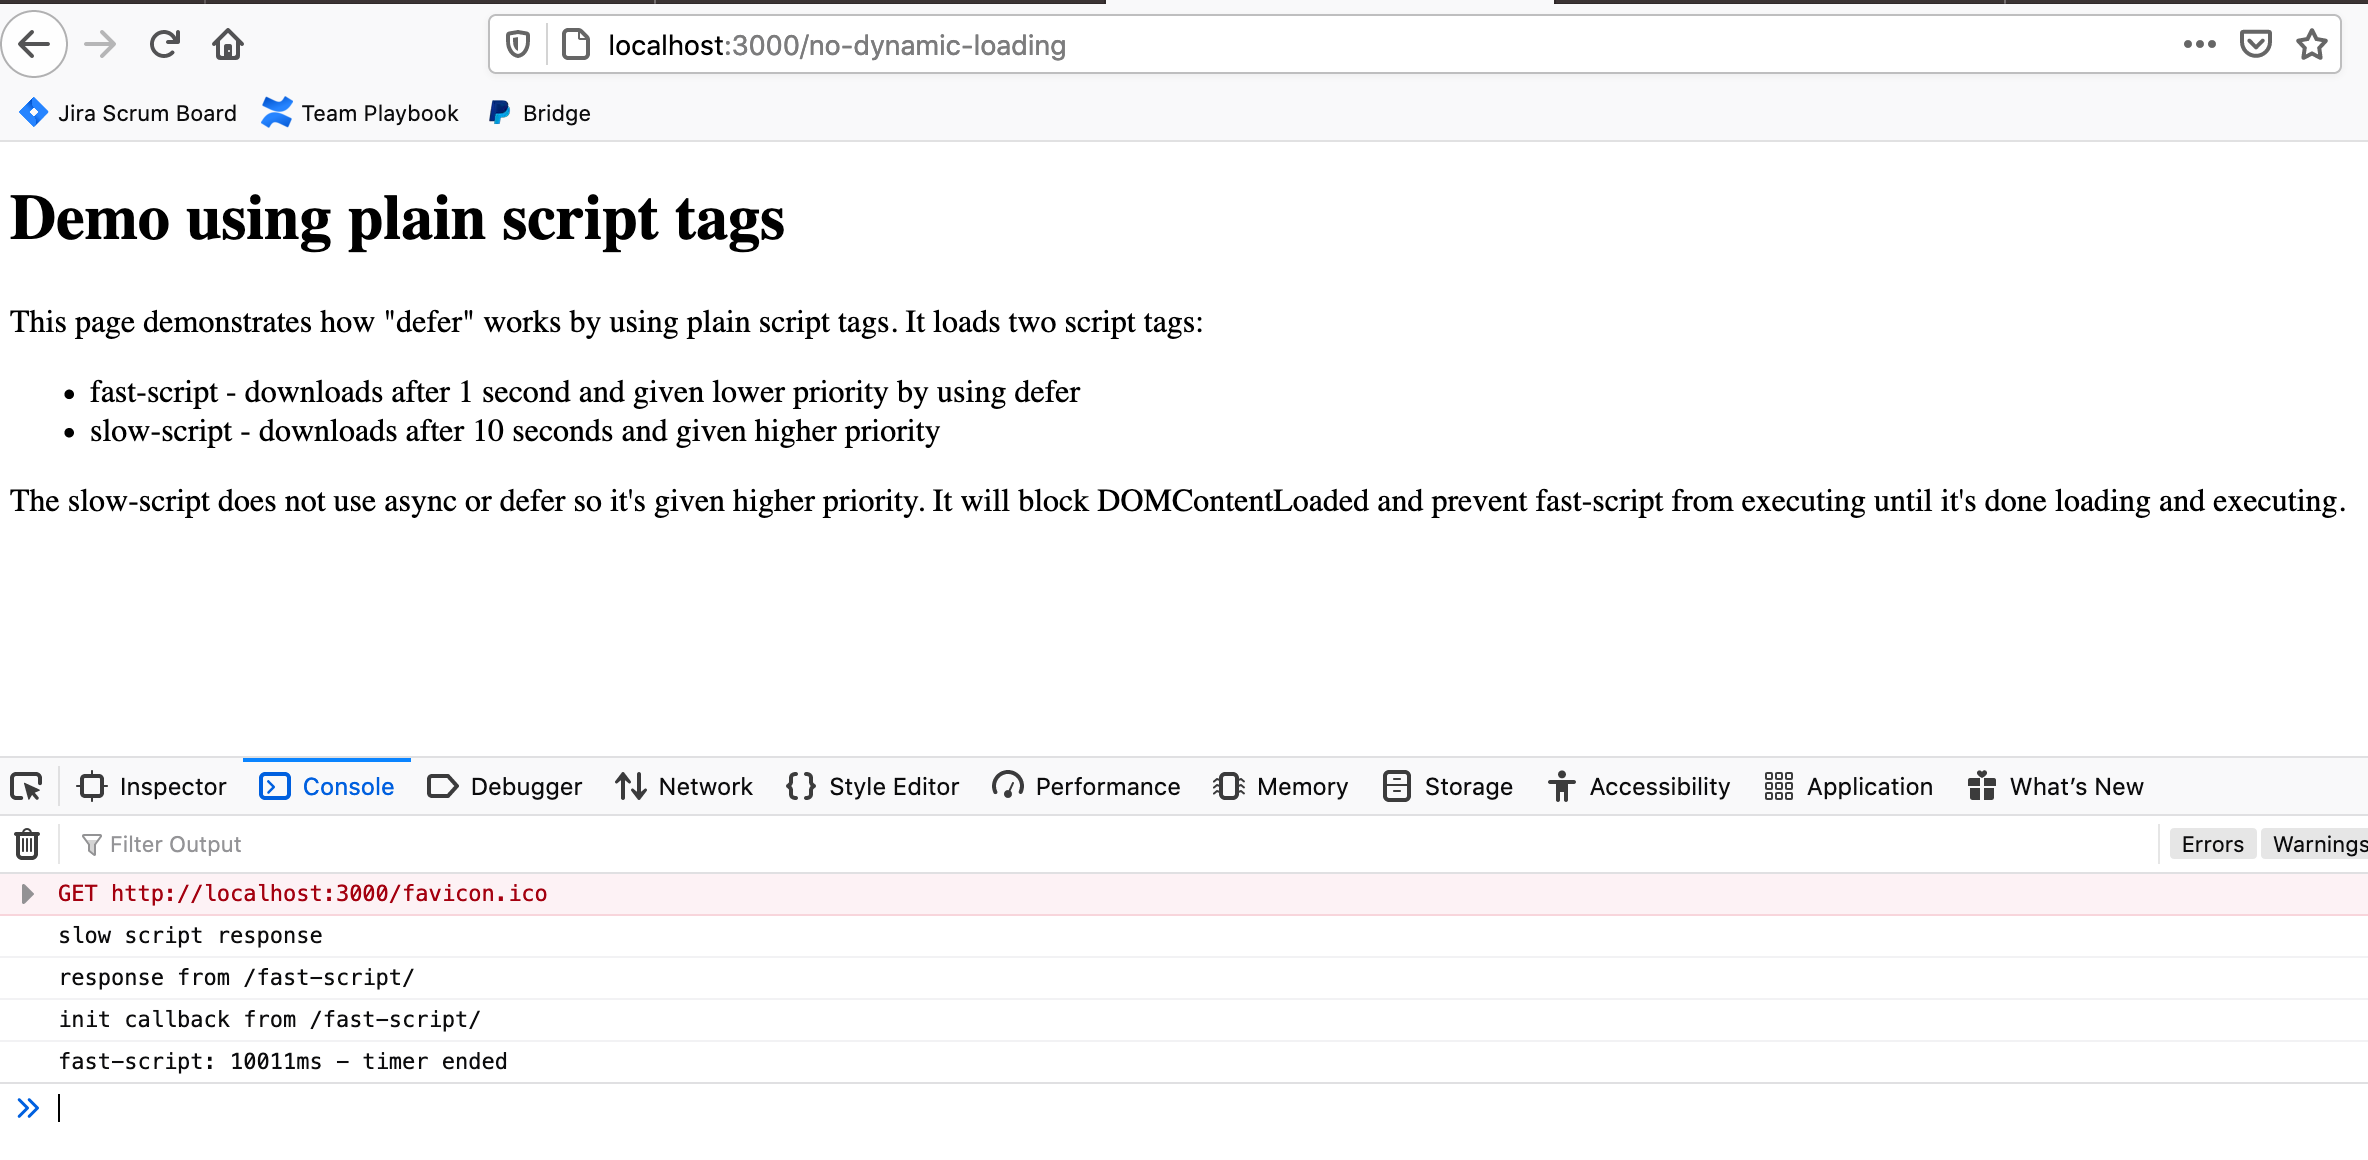 localhost:3000/no-dynamic-loading
Jira Scrum Board Team Playbook Bridge
Demo using plain script tags
This page demonstrates how "defer" works by using plain script tags. It loads two script tags:
• fast-script - downloads after 1 second and given lower priority by using defer
• slow-script - downloads after 10 seconds and given higher priority
The slow-script does not use async or defer so it's given higher priority. It will block DOMContentLoaded and prevent fast-script from executing until it's done loading and executing.
Inspector Console Debugger Network Style Editor Performance Memory Storage Accessibility Application What’s New
Filter Output Errors Warnings
GET http://localhost:3000/favicon.ico
slow script response
response from /fast-script/
init callback from /fast-script/
fast-script: 10011ms - timer ended